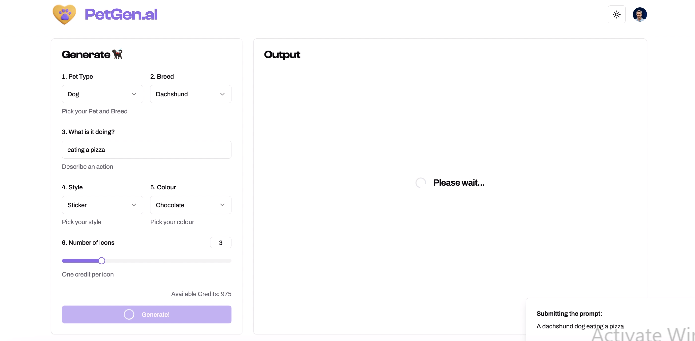 PetGen.ai
Generate
Output
1. Pet Type
2. Breed
Dog
Dachshund
Pick your Pet and Breed
3. What is it doing?
eating a pizza
Describe an action
4. Style
5. Colour
Sticker
Chocolate
Pick your style
Pick your colour
6. Number of Icons
3
One credit per icon
Available Credits: 975
Generate!
Please wait...
Submitting the prompt:
A dachshund dog eating a pizza
Activate Win